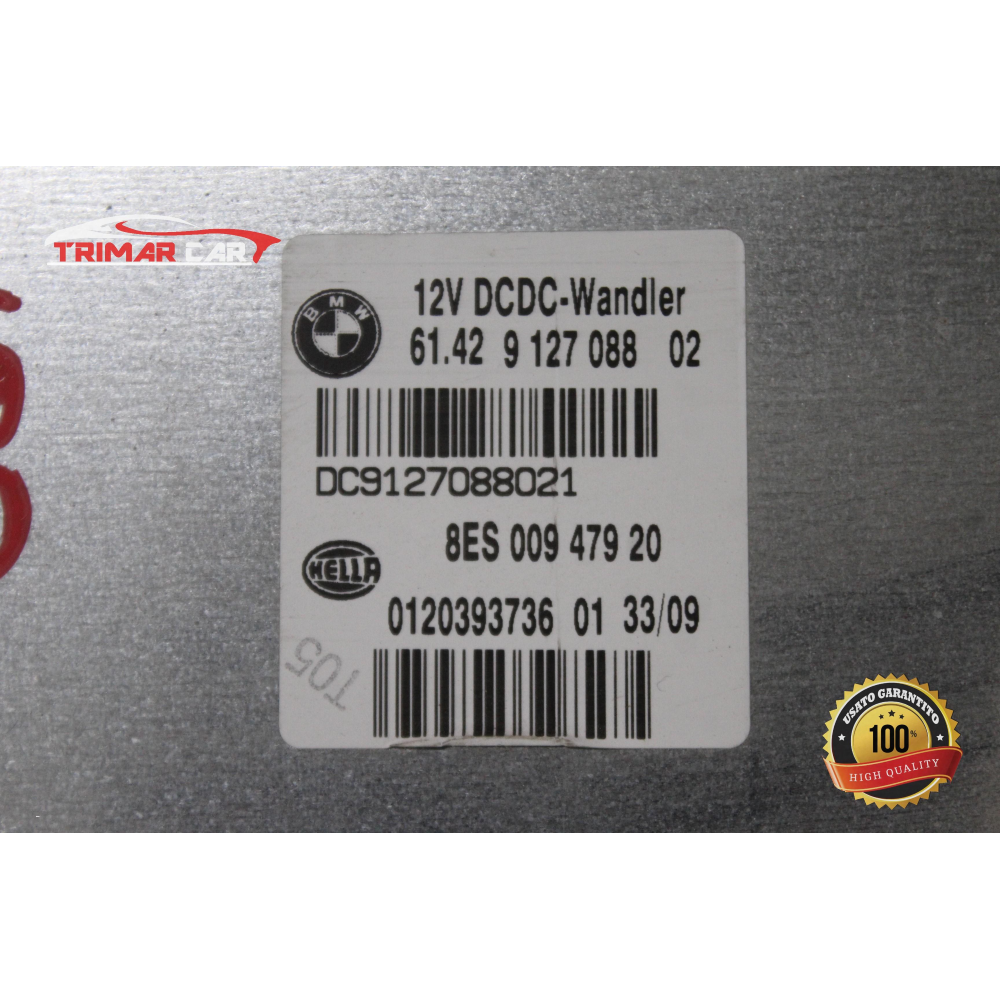 TRIMAR CAR
BMW
12V DCDC-Wandler
61.42 9 127 088 02
DC9127088021
8ES 009 479 20
HELLA
0120393736 01 33/09
T05
USATO GARANTITO
100%
HIGH QUALITY